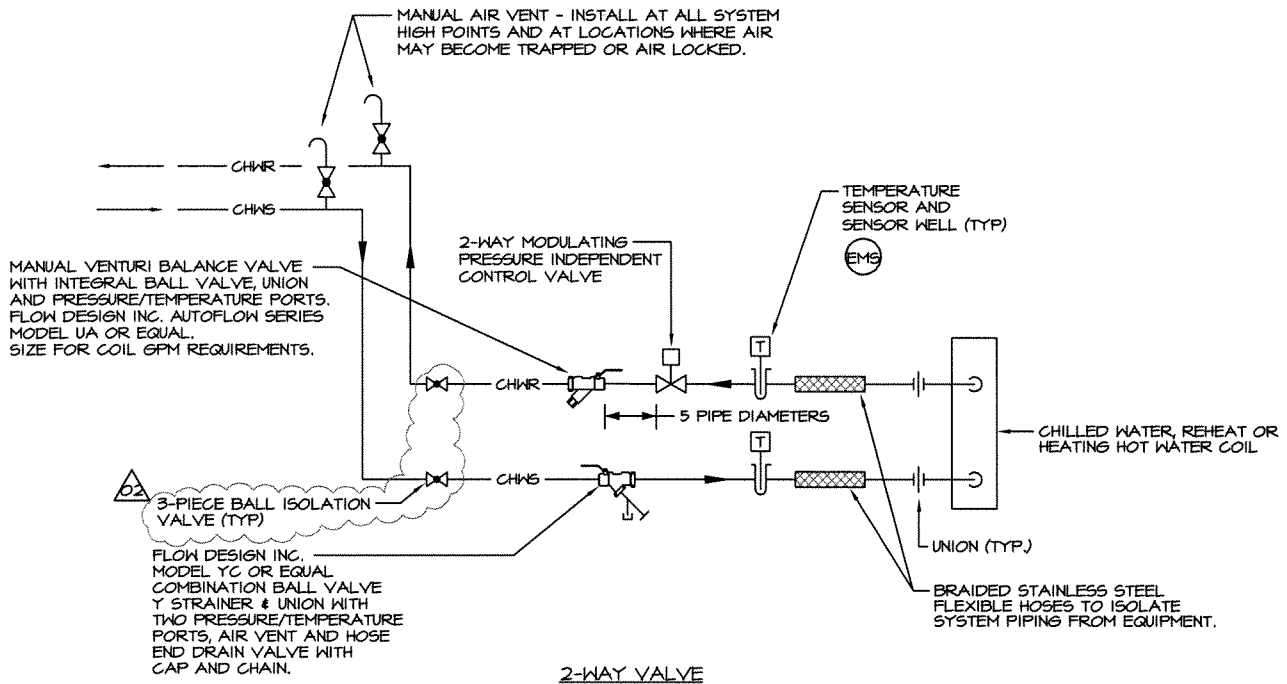 MANUAL AIR VENT - INSTALL AT ALL SYSTEM
HIGH POINTS AND AT LOCATIONS WHERE AIR
MAY BECOME TRAPPED OR AIR LOCKED.
CHWR
CHWS
TEMPERATURE
SENSOR AND
SENSOR WELL (TYP)
EMS
2-WAY MODULATING
PRESSURE INDEPENDENT
CONTROL VALVE
MANUAL VENTURI BALANCE VALVE
WITH INTEGRAL BALL VALVE, UNION
AND PRESSURE/TEMPERATURE PORTS.
FLOW DESIGN INC. AUTOFLOW SERIES
MODEL UA OR EQUAL.
SIZE FOR COIL GPM REQUIREMENTS.
T
CHWR
5 PIPE DIAMETERS
CHILLED WATER, REHEAT OR
HEATING HOT WATER COIL
T
CHWS
02
3-PIECE BALL ISOLATION
VALVE (TYP)
UNION (TYP.)
FLOW DESIGN INC.
MODEL YC OR EQUAL
COMBINATION BALL VALVE
Y STRAINER & UNION WITH
TWO PRESSURE/TEMPERATURE
PORTS, AIR VENT AND HOSE
END DRAIN VALVE WITH
CAP AND CHAIN.
BRAIDED STAINLESS STEEL
FLEXIBLE HOSES TO ISOLATE
SYSTEM PIPING FROM EQUIPMENT.
2-WAY VALVE